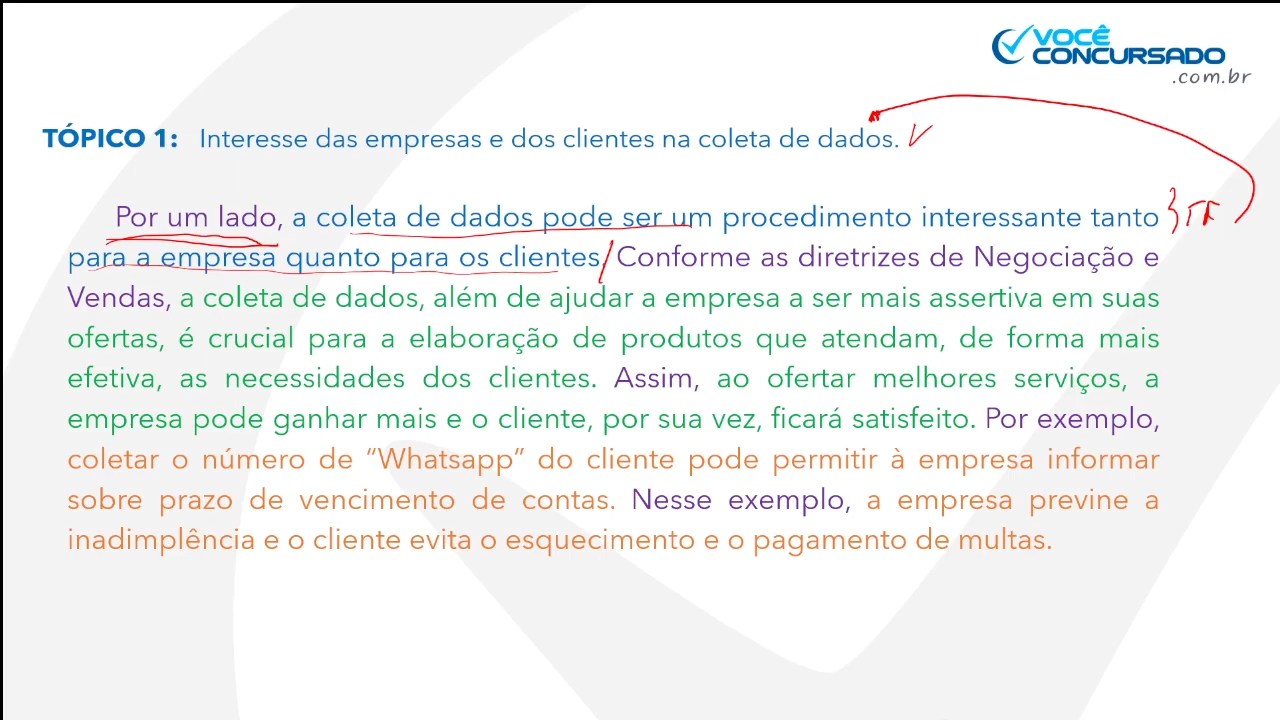 VOCÊ
CONCURSADO
.com.br
TÓPICO 1: Interesse das empresas e dos clientes na coleta de dados.
Por um lado, a coleta de dados pode ser um procedimento interessante tanto
para a empresa quanto para os clientes. Conforme as diretrizes de Negociação e
Vendas, a coleta de dados, além de ajudar a empresa a ser mais assertiva em suas
ofertas, é crucial para a elaboração de produtos que atendam, de forma mais
efetiva, as necessidades dos clientes. Assim, ao ofertar melhores serviços, a
empresa pode ganhar mais e o cliente, por sua vez, ficará satisfeito. Por exemplo,
coletar o número de “Whatsapp” do cliente pode permitir à empresa informar
sobre prazo de vencimento de contas. Nesse exemplo, a empresa previne a
inadimplência e o cliente evita o esquecimento e o pagamento de multas.